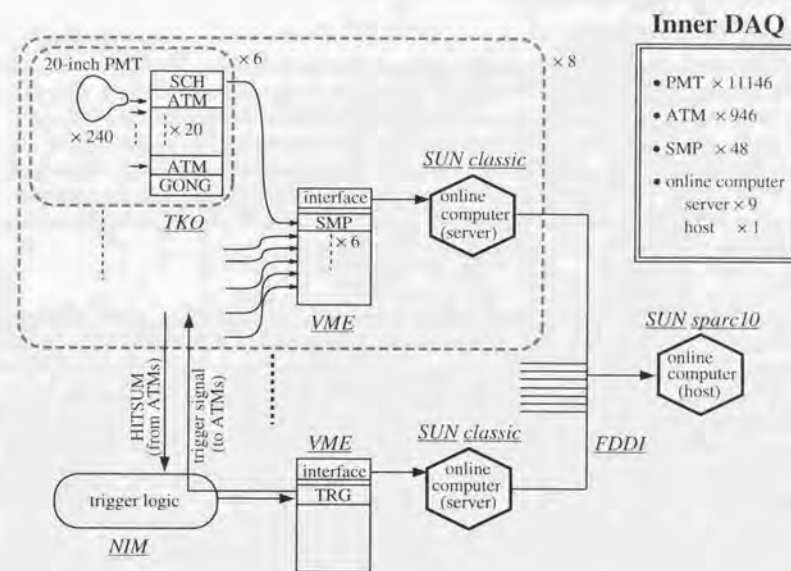 Inner DAQ
• PMT × 11146
• ATM × 946
• SMP × 48
• online computer
server × 9
host × 1
20-inch PMT
× 240
SCH
ATM
× 20
ATM
GONG
TKO
× 6
× 8
interface
SMP
× 6
VME
SUN classic
online
computer
(server)
SUN sparc10
online
computer
(host)
HITSUM
(from ATMs)
trigger signal
(to ATMs)
trigger logic
NIM
VME
interface
TRG
SUN classic
online
computer
(server)
FDDI